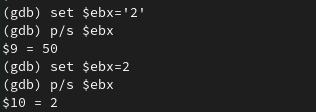 (gdb) set $ebx='2'
(gdb) p/s $ebx
$9 = 50
(gdb) set $ebx=2
(gdb) p/s $ebx
$10 = 2